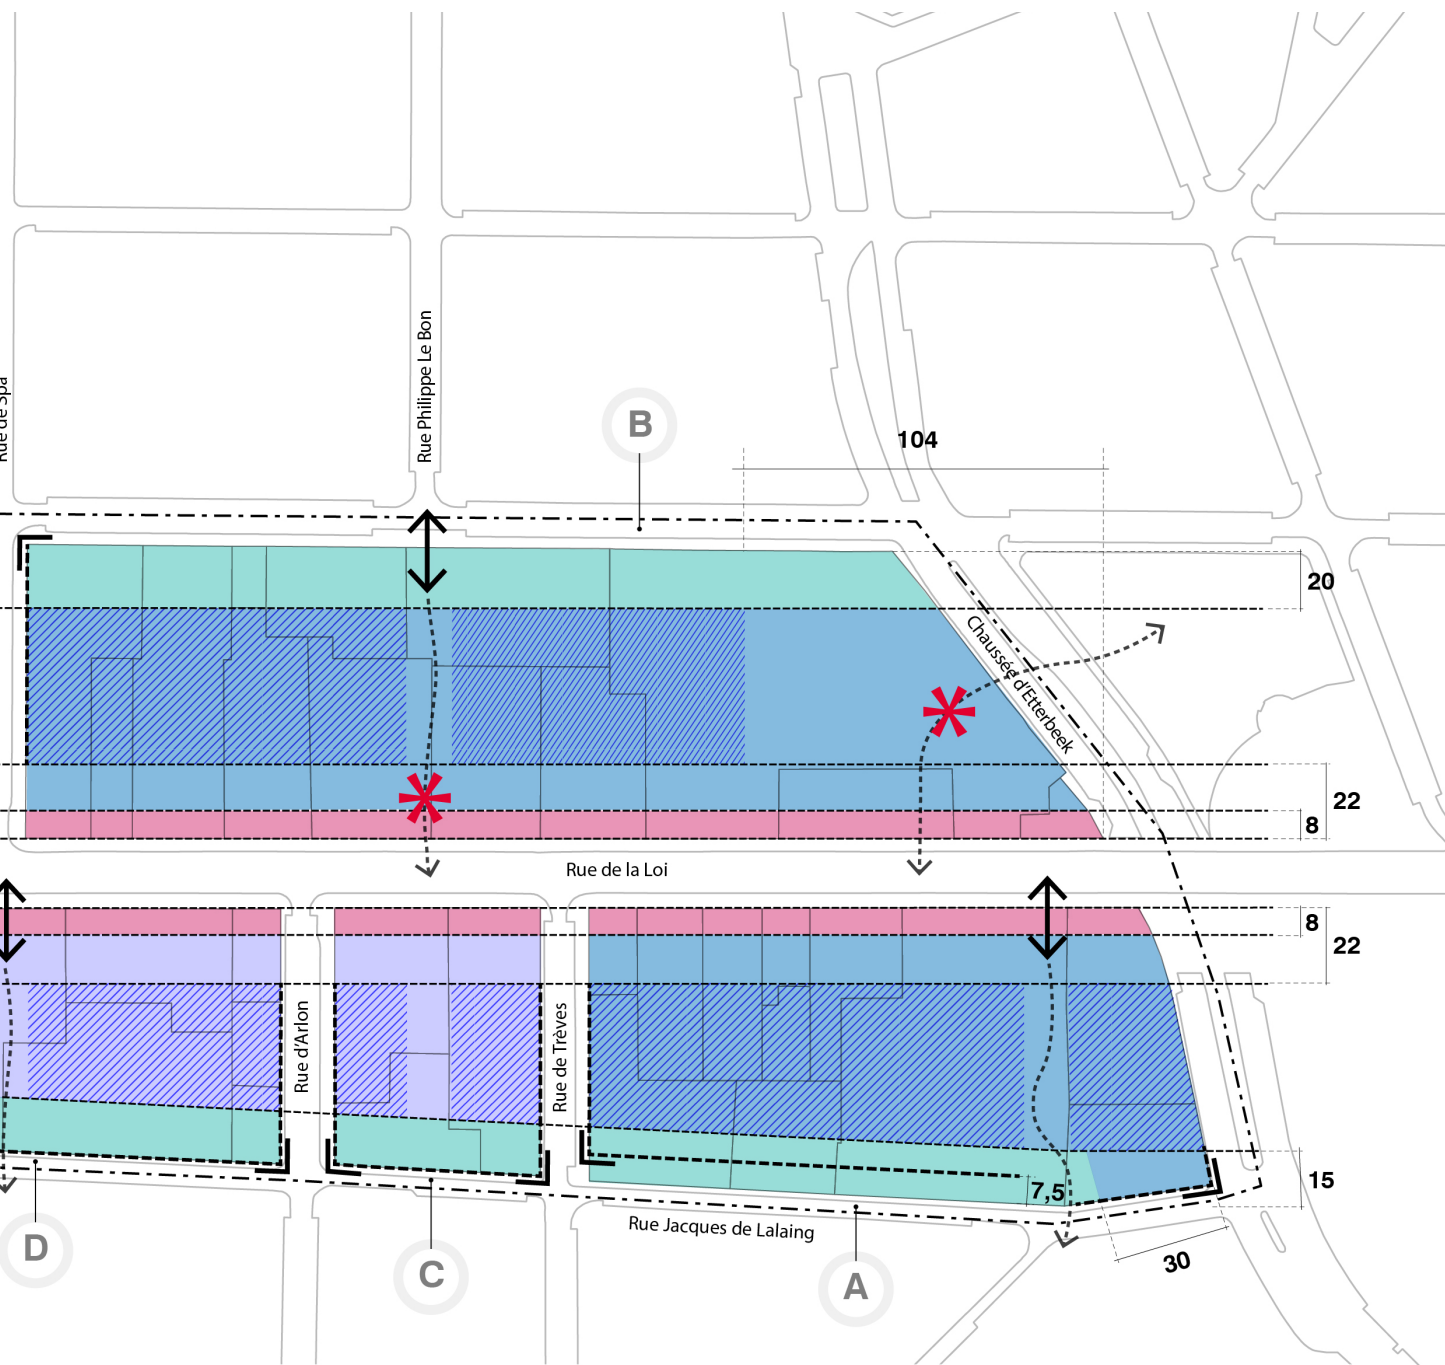 Rue de Spa
Rue Philippe Le Bon
B
104
20
Chaussée d'Etterbeek
22
8
Rue de la Loi
8
22
Rue d'Arlon
Rue de Trèves
15
7,5
Rue Jacques de Lalaing
30
D
C
A